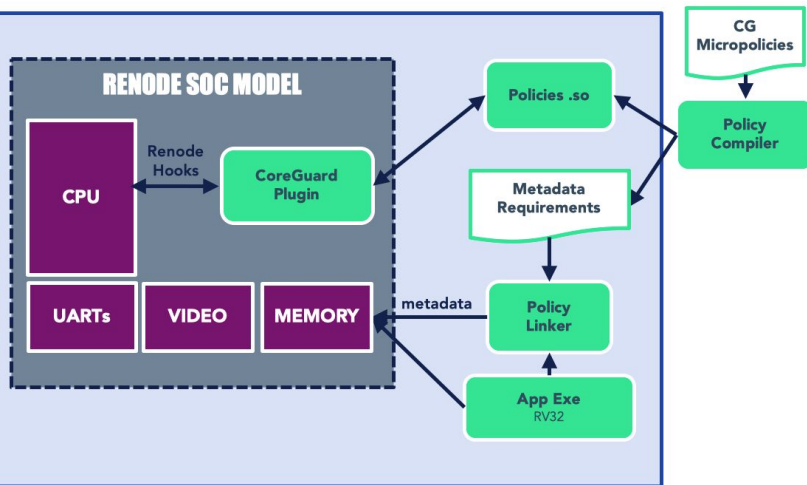 CG
Micropolicies
RENODE SOC MODEL
Policies .so
Policy
Compiler
Renode
Hooks
CPU
CoreGuard
Plugin
Metadata
Requirements
UARTs
VIDEO
MEMORY
metadata
Policy
Linker
App Exe
RV32